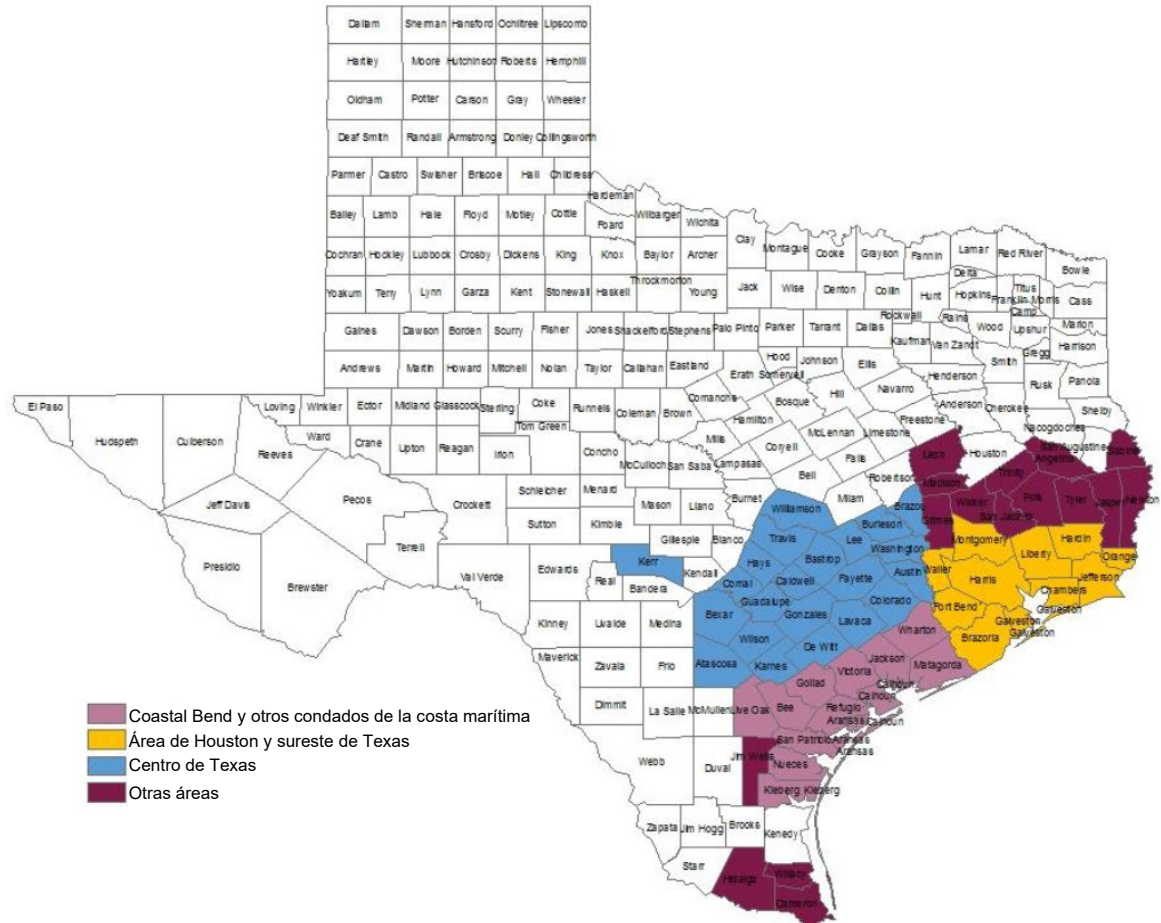 Dallam Sherman Hansford Ochiltree Lipscomb
Hartley Moore Hutchinson Roberts Hemphill
Oldham Potter Carson Gray Wheeler
Deaf Smith Randall Armstrong Donley Collingsworth
Parmer Castro Swisher Briscoe Hall Childress
Hardeman
Bailey Lamb Hale Floyd Motley Cottle Foard Wilbarger Wichita
Clay Montague Cooke Grayson Fannin Lamar Red River Bowie
Cochran Hockley Lubbock Crosby Dickens King Knox Baylor Archer
Delta Titus
Yoakum Terry Lynn Garza Kent Stonewall Haskell Throckmorton Young Jack Wise Denton Collin Hunt Hopkins Franklin Morris Cass
Camp
Rockwall Rains
Gaines Dawson Borden Scurry Fisher Jones Shackelford Stephens Palo Pinto Parker Tarrant Dallas Kaufman Van Zandt Wood Upshur Marion
Gregg Harrison
Andrews Martin Howard Mitchell Nolan Taylor Callahan Eastland Erath Hood Somervell Johnson Ellis Henderson Smith Rusk Panola
El Paso Hudspeth Culberson Loving Winkler Ector Midland Glasscock Sterling Coke Runnels Coleman Brown Comanche Bosque Hill Navarro Anderson Cherokee Shelby
Tom Green Hamilton McLennan Limestone Freestone Nacogdoches
Reeves Ward Crane Upton Reagan Irion Concho McCulloch San Saba Mills Lampasas Coryell Bell Falls Robertson Leon Houston Angelina San Augustine Sabine
Jeff Davis Pecos Crockett Schleicher Menard Mason Llano Burnet Williamson Milam Brazos Madison Walker Trinity Polk Tyler Jasper Newton
Sutton Kimble Gillespie Blanco Travis Lee Burleson Grimes San Jacinto
Presidio Brewster Terrell Val Verde Edwards Kerr Kendall Hays Bastrop Washington Montgomery Liberty Hardin Orange
Real Bandera Comal Caldwell Fayette Austin Waller Harris Chambers Jefferson
Kinney Uvalde Medina Bexar Guadalupe Gonzales Lavaca Colorado Fort Bend Galveston
Galveston
Galveston
Maverick Zavala Frio Atascosa Wilson Karnes De Witt Wharton Brazoria
Dimmit La Salle McMullen Live Oak Bee Goliad Victoria Jackson Matagorda
Calhoun
Calhoun
Refugio
Aransas Calhoun
Webb Duval Jim Wells San Patricio Aransas
Aransas
Nueces
Kleberg Kleberg
Zapata Jim Hogg Brooks Kenedy
Starr Hidalgo Willacy
Cameron
Coastal Bend y otros condados de la costa marítima
Área de Houston y sureste de Texas
Centro de Texas
Otras áreas